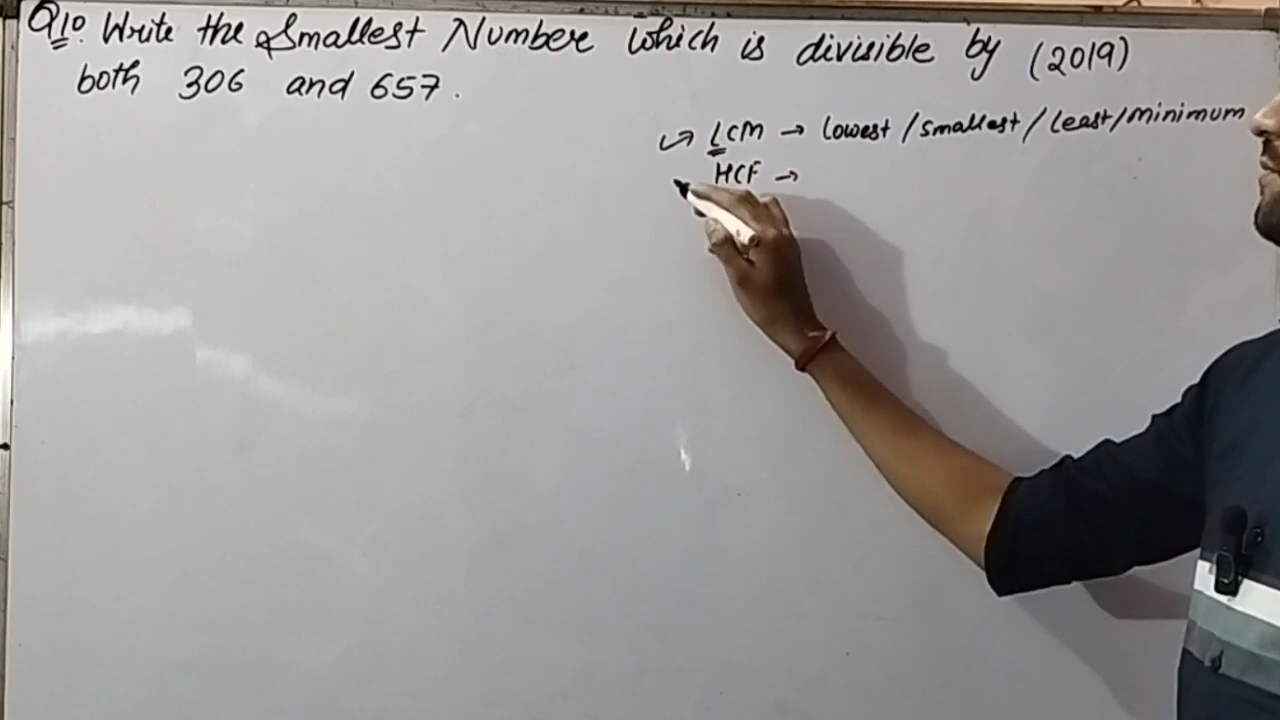 Q10. Write the Smallest Number which is divisible by (2019)
both 306 and 657.
LCM → lowest / smallest / least / minimum
HCF →